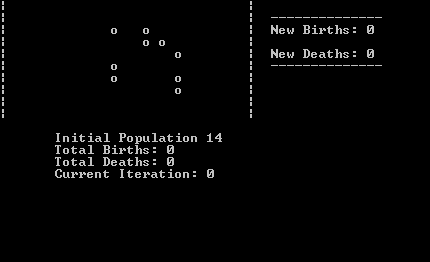 o o
--------------
New Births: 0
o o
o
New Deaths: 0
--------------
o
o o
o
Initial Population 14
Total Births: 0
Total Deaths: 0
Current Iteration: 0